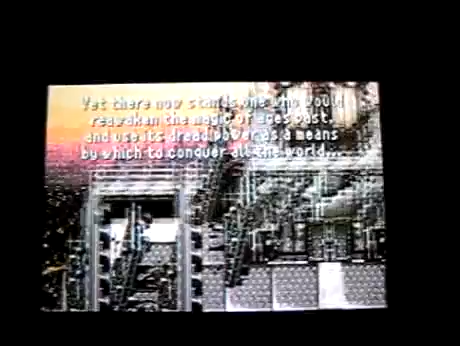 Yet there now stands one who would
reawaken the magic of ages past,
and use its dread power as a means
by which to conquer all the world...